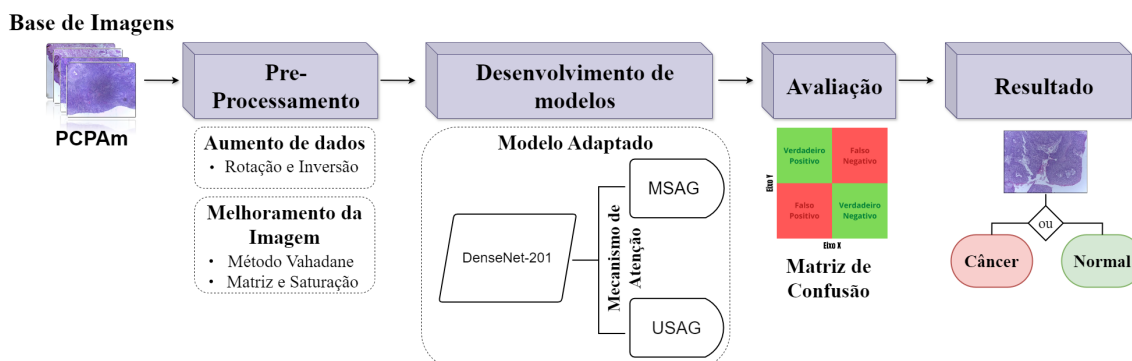 Base de Imagens
PCPAm
Pre-
Processamento
Aumento de dados
• Rotação e Inversão
Melhoramento da
Imagem
• Método Vahadane
• Matriz e Saturação
Desenvolvimento de
modelos
Modelo Adaptado
DenseNet-201
Mecanismo de
Atenção
MSAG
USAG
Avaliação
Eixo Y
Verdadeiro
Positivo
Falso
Negativo
Falso
Positivo
Verdadeiro
Negativo
Eixo X
Matriz de
Confusão
Resultado
ou
Câncer
Normal